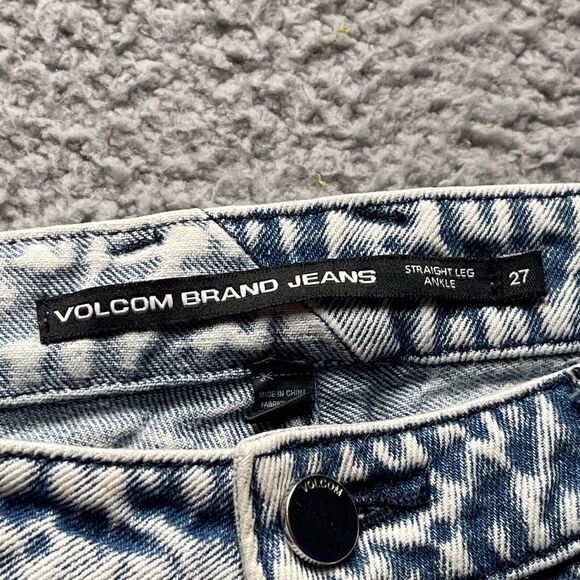 VOLCOM BRAND JEANS
STRAIGHT LEG
ANKLE
27
MADE IN CHINA
VOLCOM